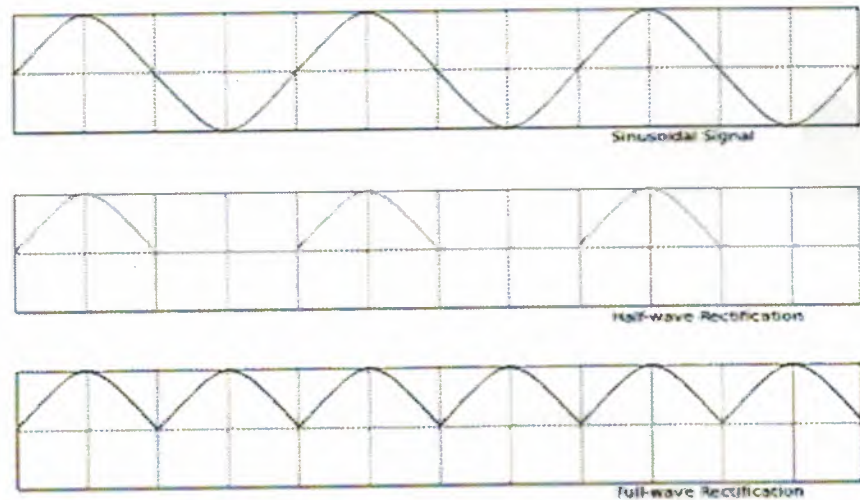 Sinusoidal Signal
Half-wave Rectification
Full-wave Rectification